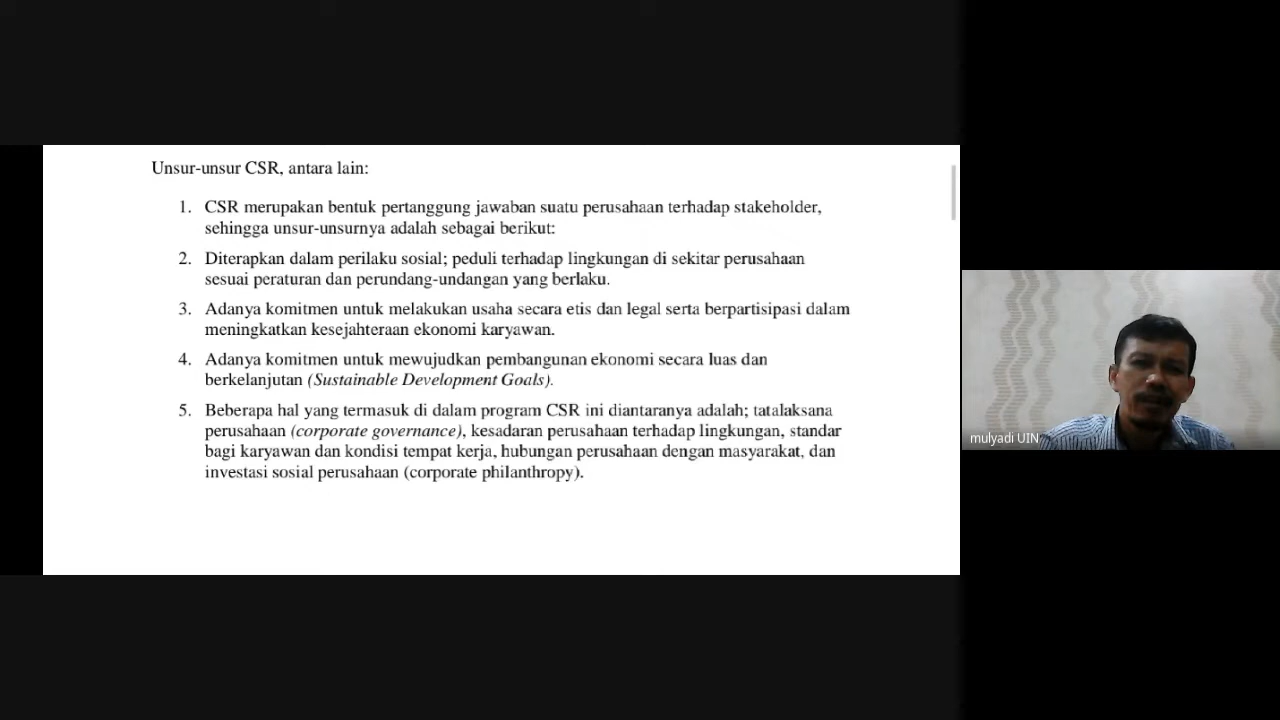 Unsur-unsur CSR, antara lain:
1. CSR merupakan bentuk pertanggung jawaban suatu perusahaan terhadap stakeholder,
sehingga unsur-unsurnya adalah sebagai berikut:
2. Diterapkan dalam perilaku sosial; peduli terhadap lingkungan di sekitar perusahaan
sesuai peraturan dan perundang-undangan yang berlaku.
3. Adanya komitmen untuk melakukan usaha secara etis dan legal serta berpartisipasi dalam
meningkatkan kesejahteraan ekonomi karyawan.
4. Adanya komitmen untuk mewujudkan pembangunan ekonomi secara luas dan
berkelanjutan (Sustainable Development Goals).
5. Beberapa hal yang termasuk di dalam program CSR ini diantaranya adalah; tatalaksana
perusahaan (corporate governance), kesadaran perusahaan terhadap lingkungan, standar
bagi karyawan dan kondisi tempat kerja, hubungan perusahaan dengan masyarakat, dan
investasi sosial perusahaan (corporate philanthropy).
mulyadi UIN